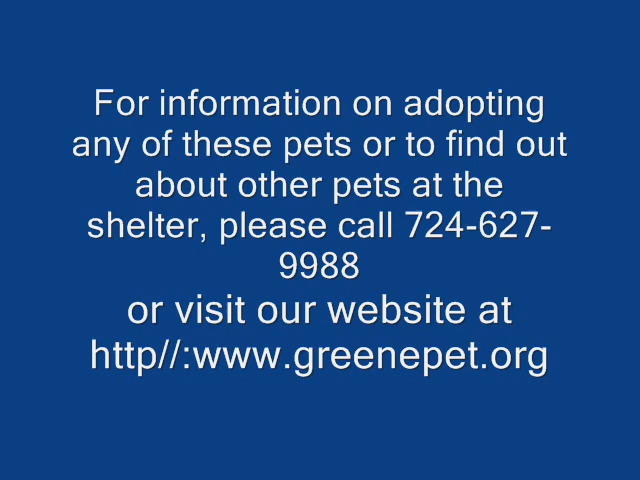 For information on adopting
any of these pets or to find out
about other pets at the
shelter, please call 724-627-
9988
or visit our website at
http//:www.greenepet.org